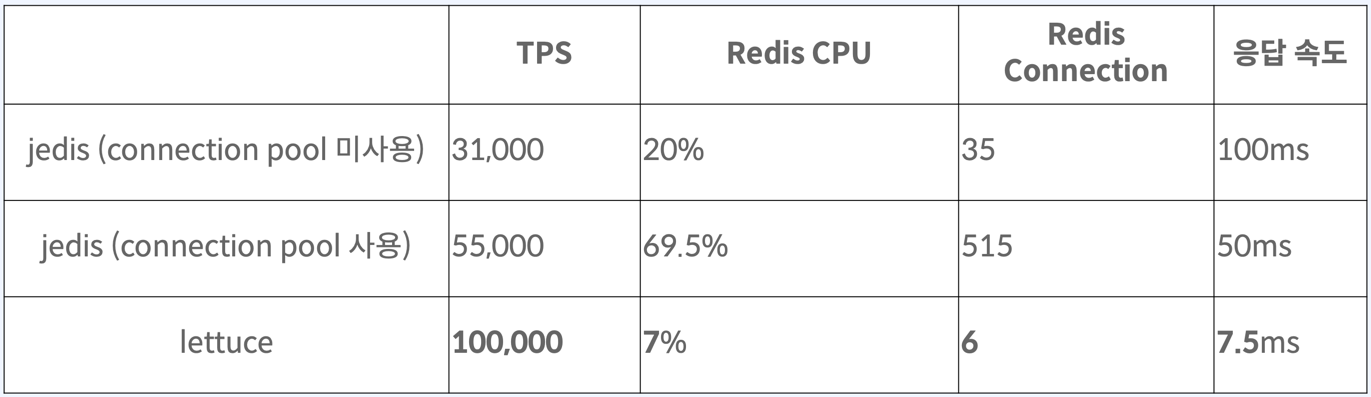 TPS
Redis CPU
Redis
Connection
응답 속도
jedis (connection pool 미사용)
31,000
20%
35
100ms
jedis (connection pool 사용)
55,000
69.5%
515
50ms
lettuce
100,000
7%
6
7.5ms